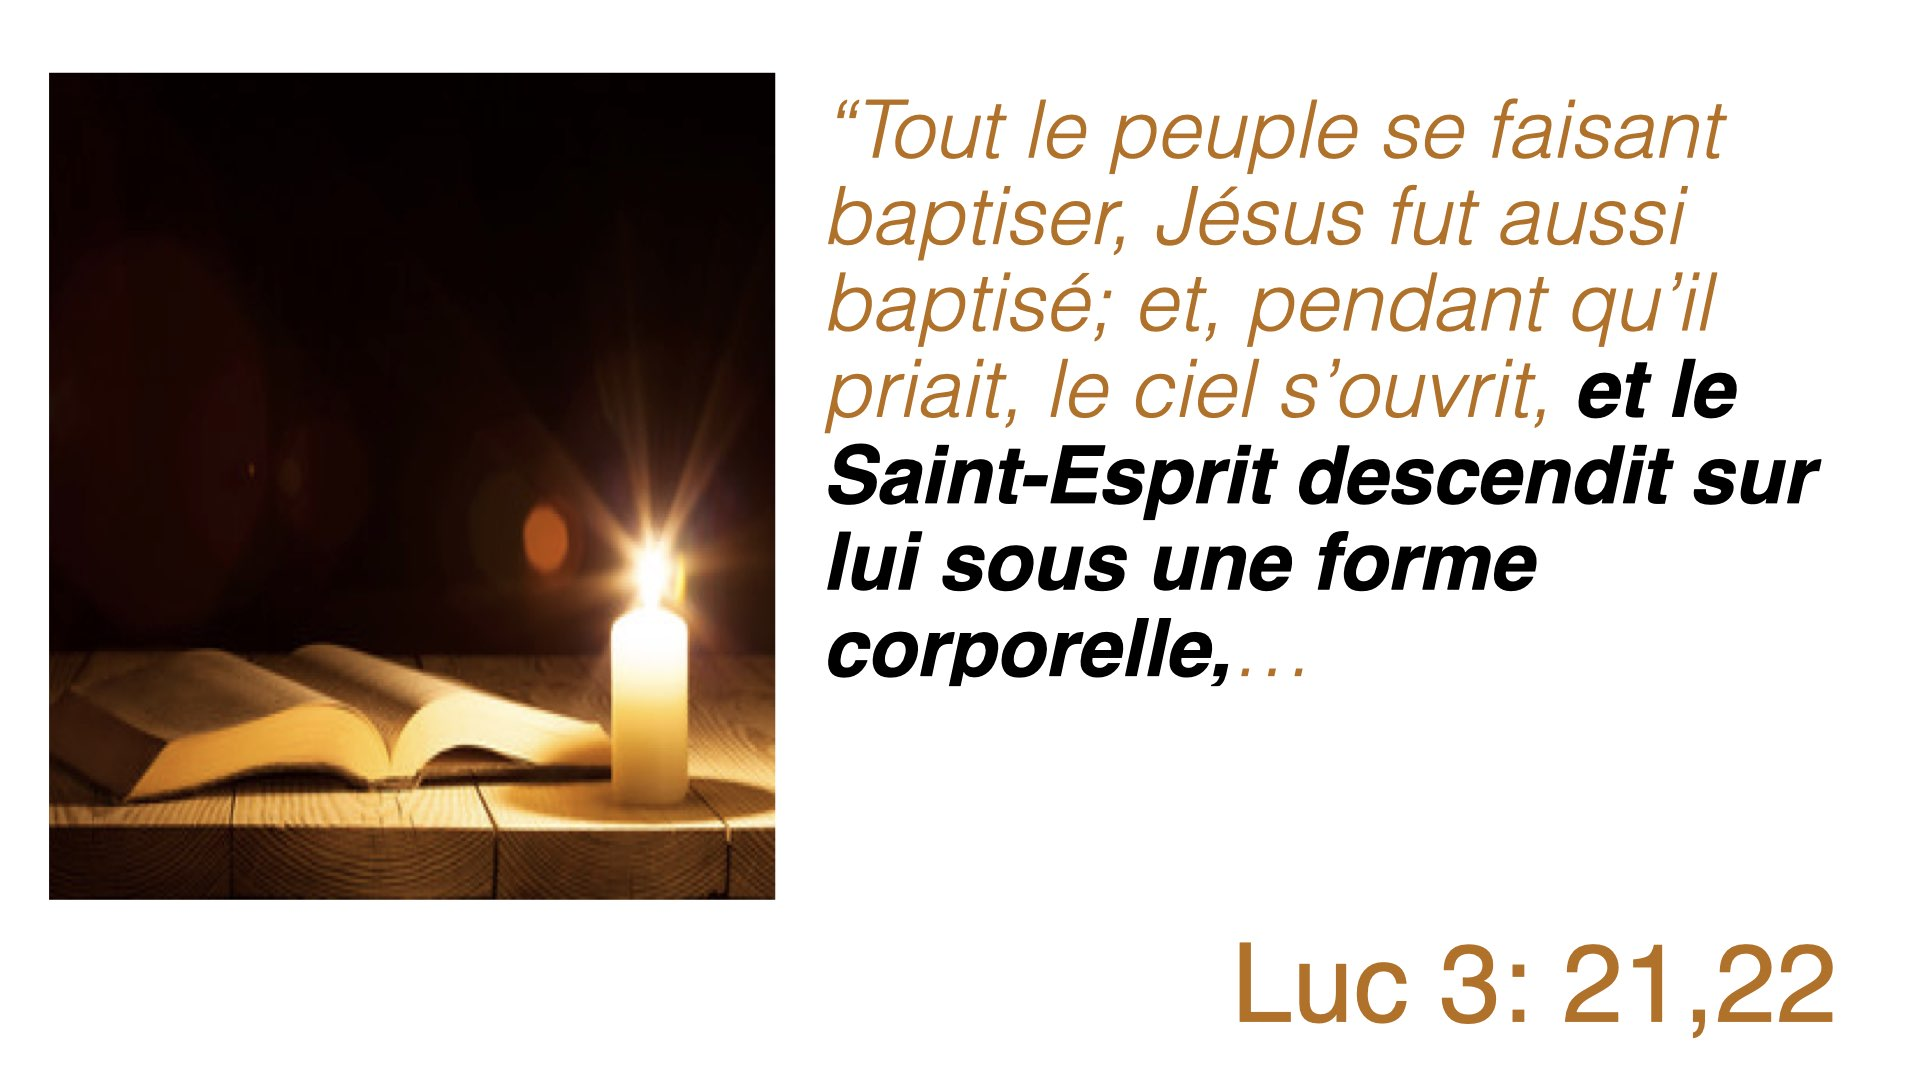 “Tout le peuple se faisant
baptiser, Jésus fut aussi
baptisé; et, pendant qu’il
priait, le ciel s’ouvrit, et le
Saint-Esprit descendit sur
lui sous une forme
corporelle,…
Luc 3: 21,22